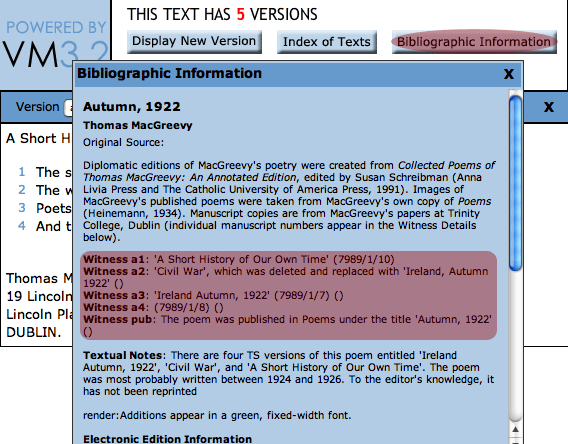 POWERED BY
VM3.2
THIS TEXT HAS 5 VERSIONS
Display New Version
Index of Texts
Bibliographic Information
Version
X
A Short H
1 The s
2 The w
3 Poets
4 And t
Thomas M
19 Lincoln
Lincoln Pla
DUBLIN.
Bibliographic Information
X
Autumn, 1922
Thomas MacGreevy
Original Source:
Diplomatic editions of MacGreevy's poetry were created from Collected Poems of
Thomas MacGreevy: An Annotated Edition, edited by Susan Schreibman (Anna
Livia Press and The Catholic University of America Press, 1991). Images of
MacGreevy's published poems were taken from MacGreevy's own copy of Poems
(Heinemann, 1934). Manuscript copies are from MacGreevy's papers at Trinity
College, Dublin (individual manuscript numbers appear in the Witness Details
below).
Witness a1: 'A Short History of Our Own Time' (7989/1/10)
Witness a2: 'Civil War', which was deleted and replaced with 'Ireland, Autumn
1922' ()
Witness a3: 'Ireland Autumn, 1922' (7989/1/7) ()
Witness a4: (7989/1/8) ()
Witness pub: The poem was published in Poems under the title 'Autumn, 1922'
()
Textual Notes: There are four TS versions of this poem entitled 'Ireland
Autumn, 1922', 'Civil War', and 'A Short History of Our Own Time'. The poem
was most probably written between 1924 and 1926. To the editor's knowledge, it
has not been reprinted
render:Additions appear in a green, fixed-width font.
Electronic Edition Information